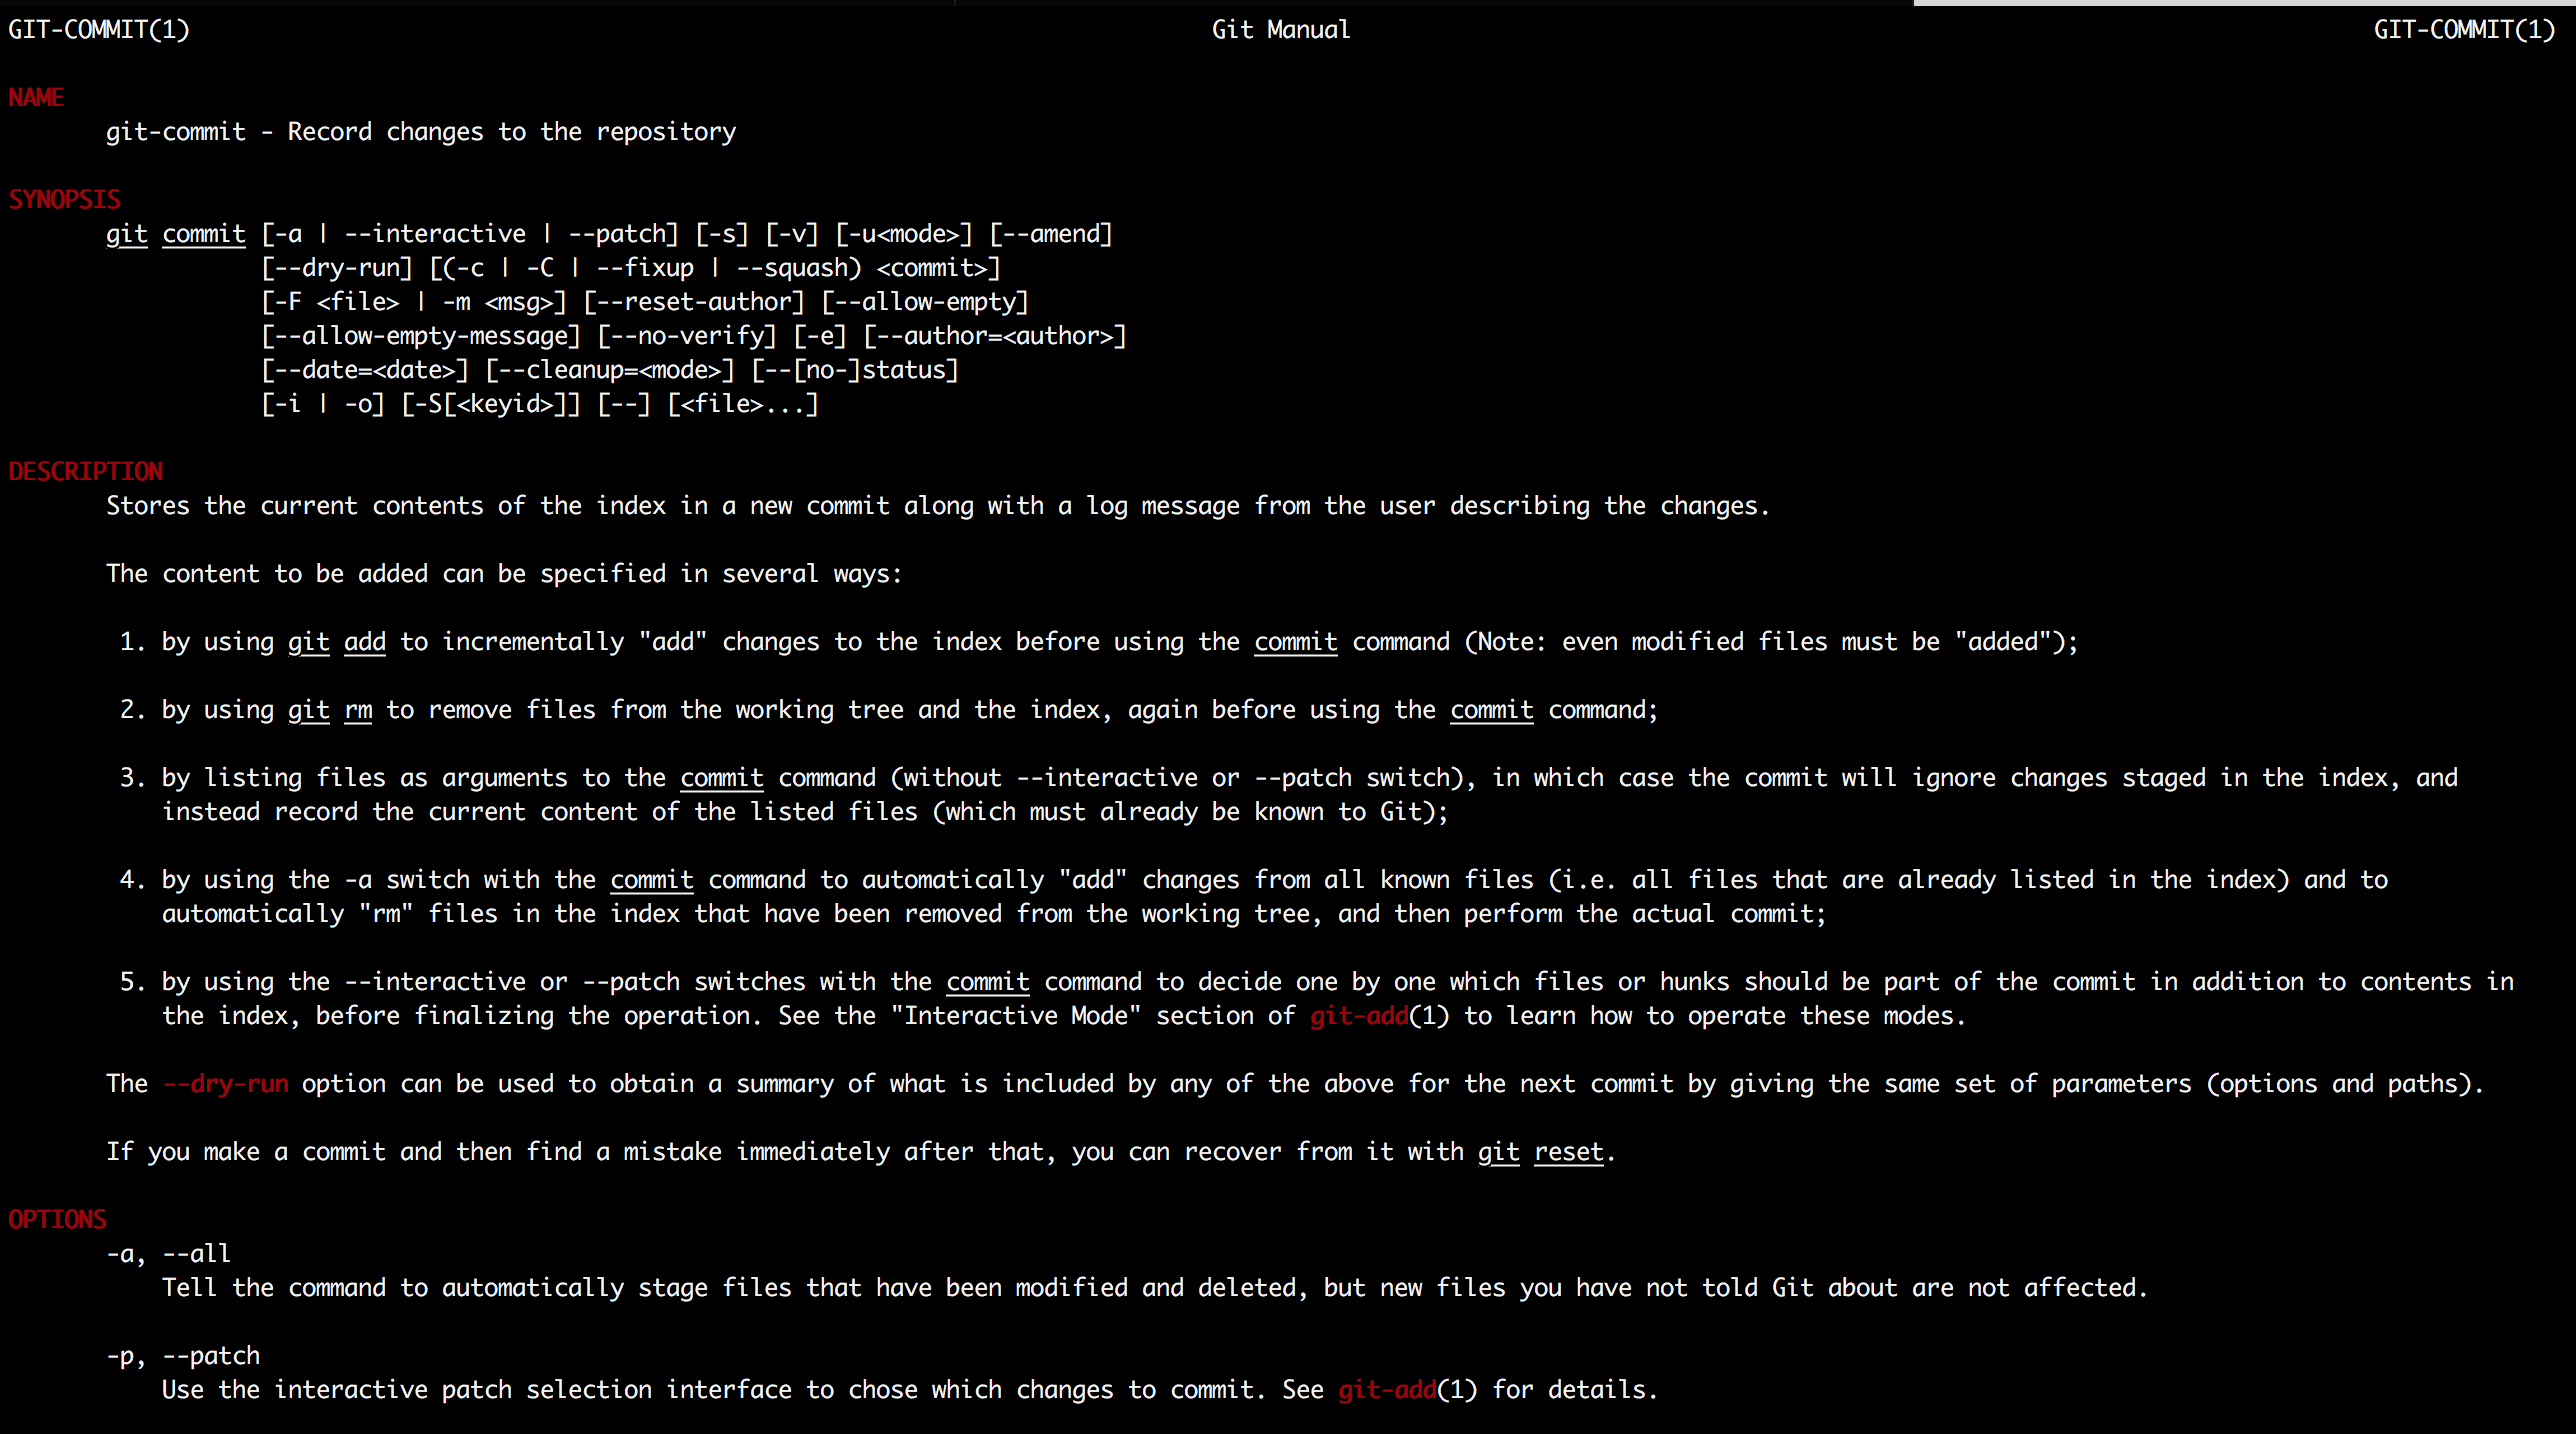 GIT-COMMIT(1) Git Manual GIT-COMMIT(1)
NAME
git-commit - Record changes to the repository
SYNOPSIS
git commit [-a | --interactive | --patch] [-s] [-v] [-u<mode>] [--amend]
[--dry-run] [(-c | -C | --fixup | --squash) <commit>]
[-F <file> | -m <msg>] [--reset-author] [--allow-empty]
[--allow-empty-message] [--no-verify] [-e] [--author=<author>]
[--date=<date>] [--cleanup=<mode>] [--[no-]status]
[-i | -o] [-S[<keyid>]] [--] [<file>...]
DESCRIPTION
Stores the current contents of the index in a new commit along with a log message from the user describing the changes.
The content to be added can be specified in several ways:
1. by using git add to incrementally "add" changes to the index before using the commit command (Note: even modified files must be "added");
2. by using git rm to remove files from the working tree and the index, again before using the commit command;
3. by listing files as arguments to the commit command (without --interactive or --patch switch), in which case the commit will ignore changes staged in the index, and
instead record the current content of the listed files (which must already be known to Git);
4. by using the -a switch with the commit command to automatically "add" changes from all known files (i.e. all files that are already listed in the index) and to
automatically "rm" files in the index that have been removed from the working tree, and then perform the actual commit;
5. by using the --interactive or --patch switches with the commit command to decide one by one which files or hunks should be part of the commit in addition to contents in
the index, before finalizing the operation. See the "Interactive Mode" section of git-add(1) to learn how to operate these modes.
The --dry-run option can be used to obtain a summary of what is included by any of the above for the next commit by giving the same set of parameters (options and paths).
If you make a commit and then find a mistake immediately after that, you can recover from it with git reset.
OPTIONS
-a, --all
Tell the command to automatically stage files that have been modified and deleted, but new files you have not told Git about are not affected.
-p, --patch
Use the interactive patch selection interface to chose which changes to commit. See git-add(1) for details.